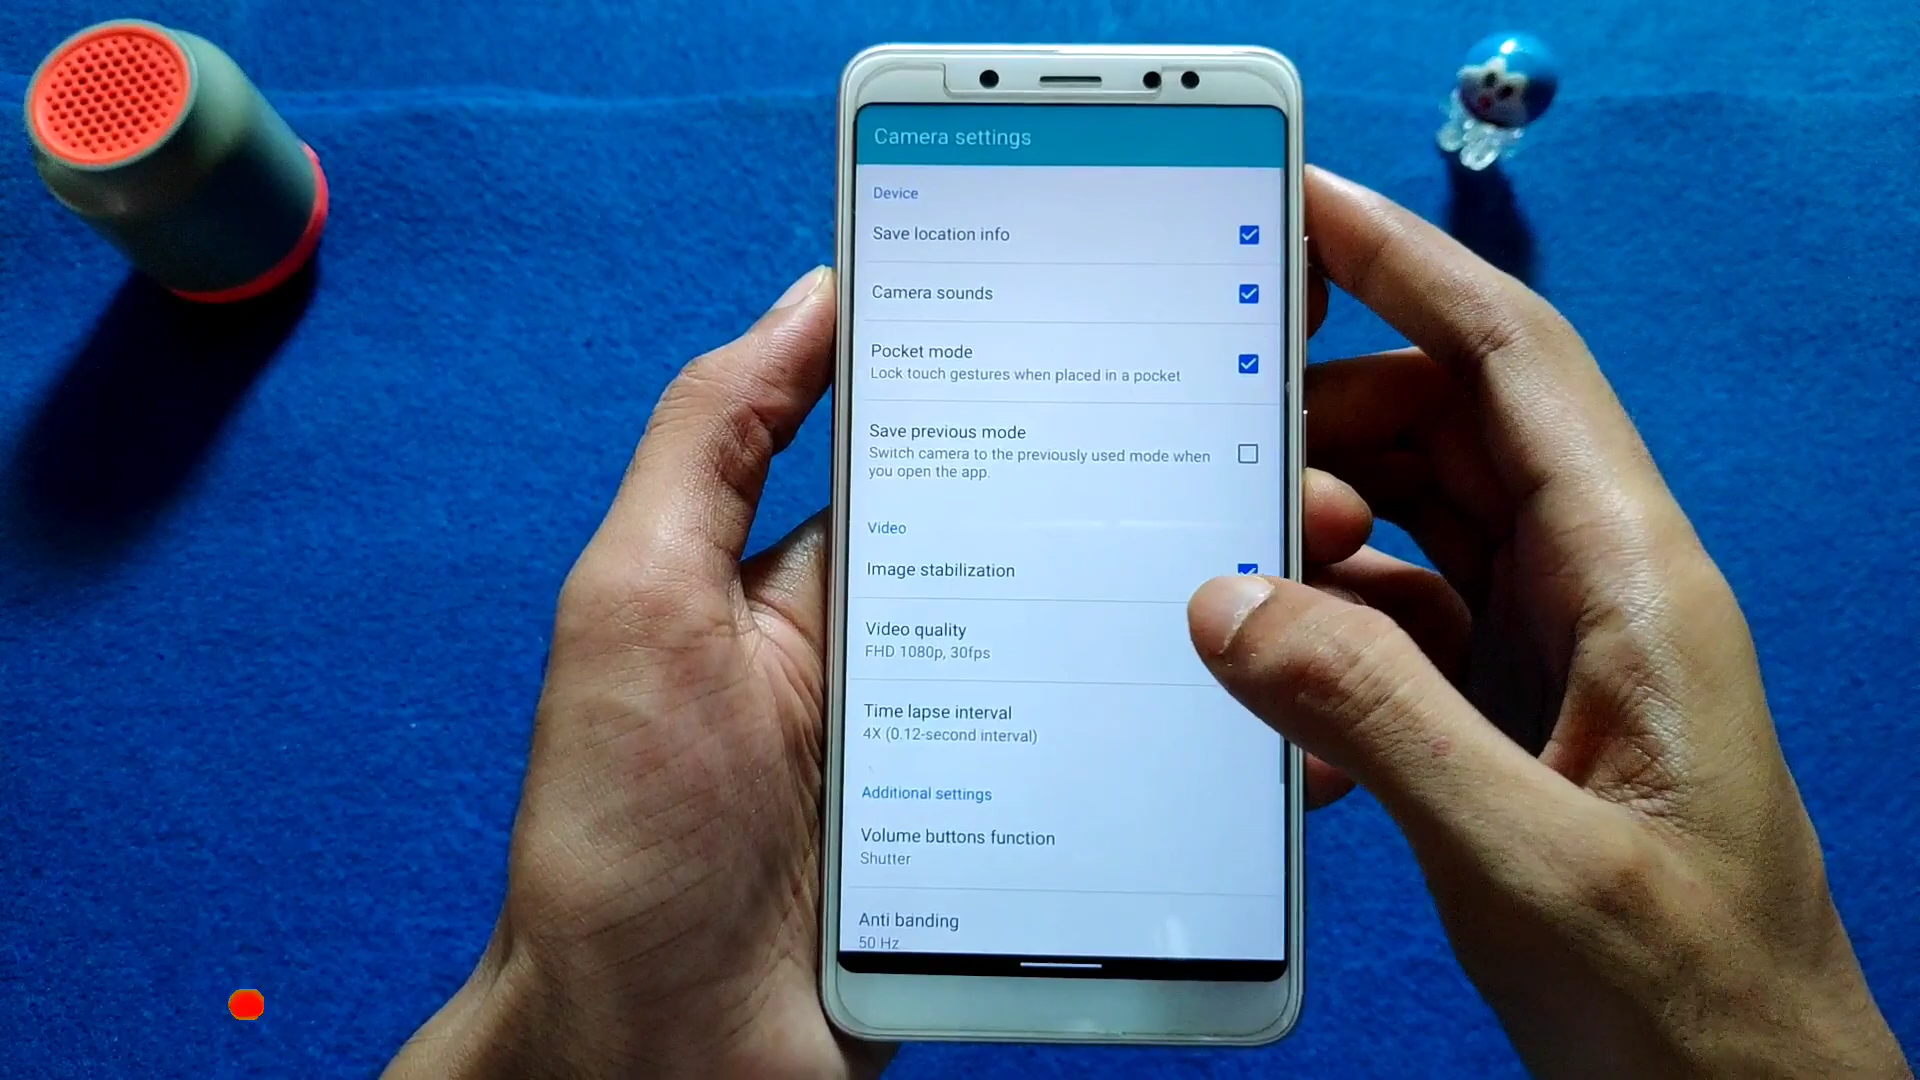 Camera settings
Device
Save location info
Camera sounds
Pocket mode
Lock touch gestures when placed in a pocket
Save previous mode
Switch camera to the previously used mode when
you open the app.
Video
Image stabilization
Video quality
FHD 1080p, 30fps
Time lapse interval
4X (0.12-second interval)
Additional settings
Volume buttons function
Shutter
Anti banding
50 Hz